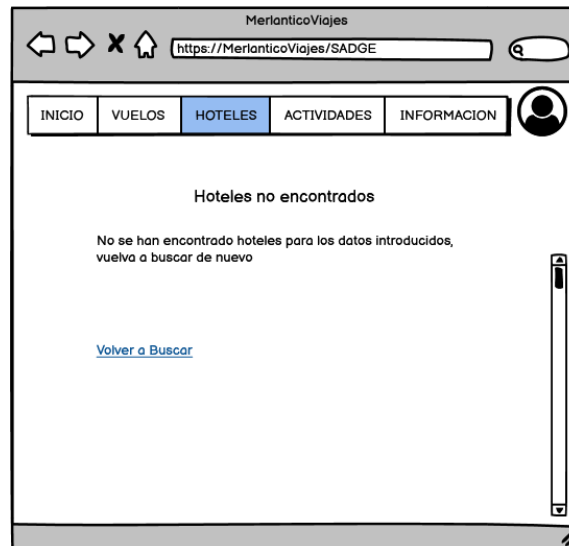 MerlanticoViajes
https://MerlanticoViajes/SADGE
INICIO VUELOS HOTELES ACTIVIDADES INFORMACION
Hoteles no encontrados
No se han encontrado hoteles para los datos introducidos,
vuelva a buscar de nuevo
Volver a Buscar